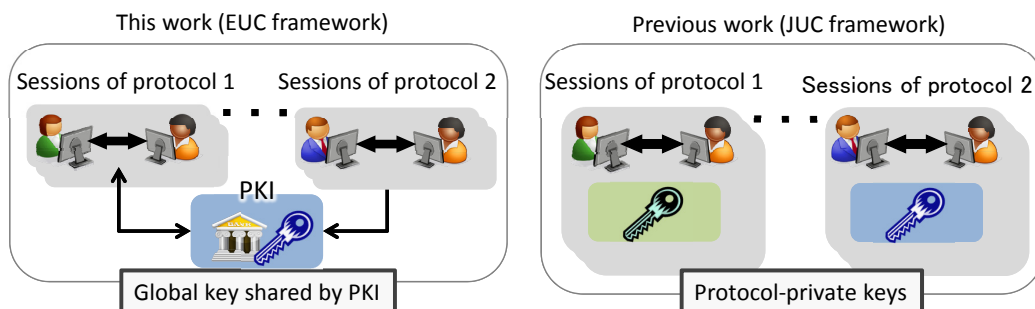 This work (EUC framework)
Sessions of protocol 1
Sessions of protocol 2
PKI
Global key shared by PKI
Previous work (JUC framework)
Sessions of protocol 1
Sessions of protocol 2
Protocol-private keys